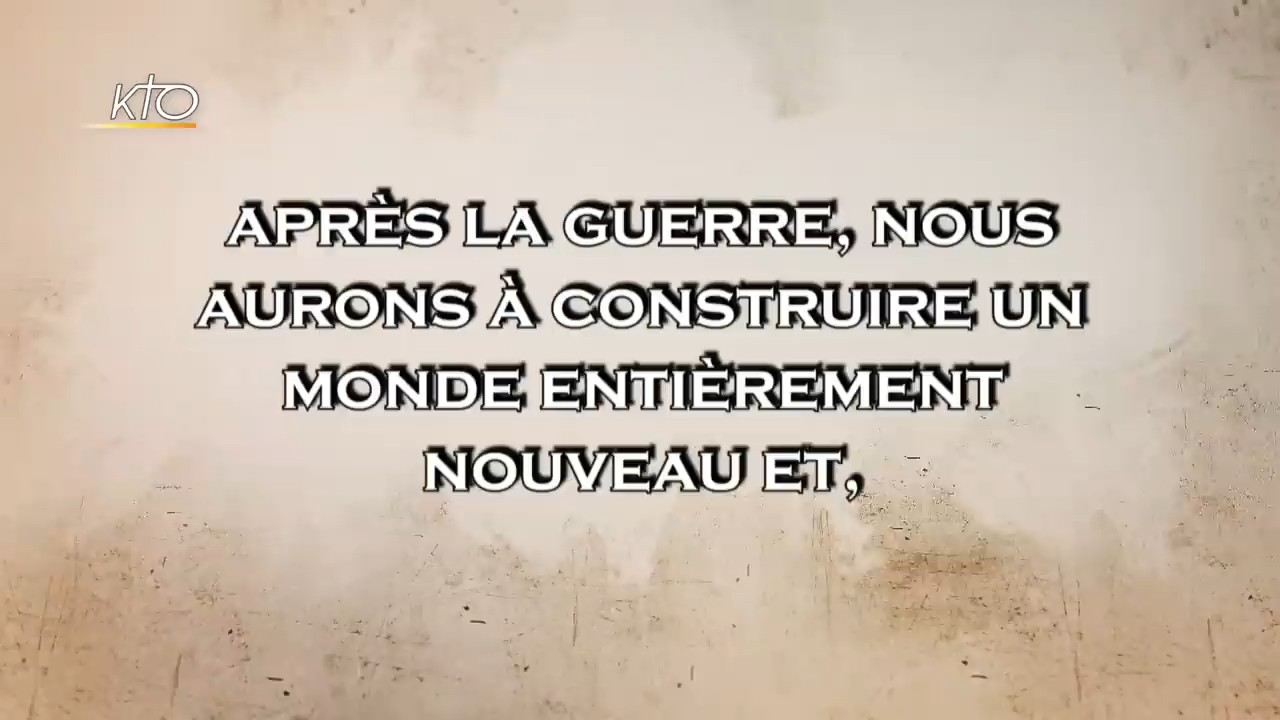 KTO
APRÈS LA GUERRE, NOUS
AURONS À CONSTRUIRE UN
MONDE ENTIÈREMENT
NOUVEAU ET,